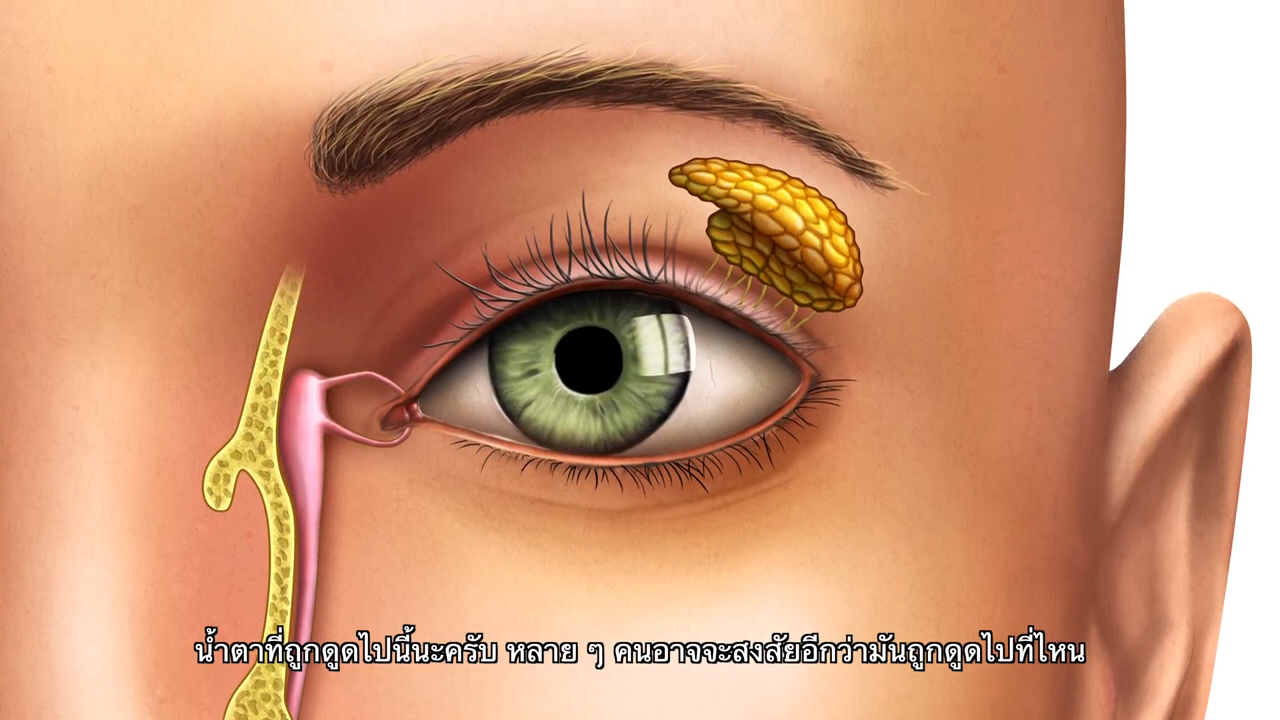 น้ำตาที่ถูกดูดไปนี้นะครับ หลาย ๆ คนอาจจะสงสัยอีกว่ามันถูกดูดไปที่ไหน